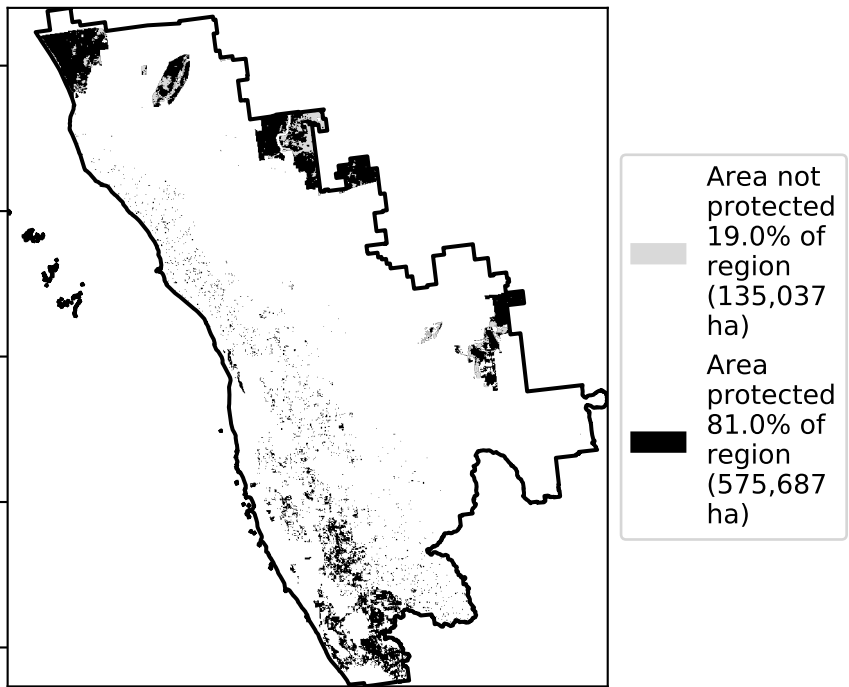 Area not
protected
19.0% of
region
(135,037
ha)
Area
protected
81.0% of
region
(575,687
ha)